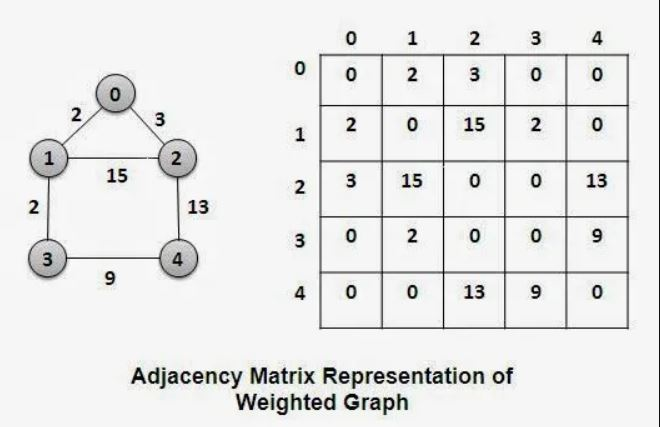 0
2
3
1
15
2
2
13
3
9
4
0 1 2 3 4
0 0 2 3 0 0
1 2 0 15 2 0
2 3 15 0 0 13
3 0 2 0 0 9
4 0 0 13 9 0
Adjacency Matrix Representation of
Weighted Graph